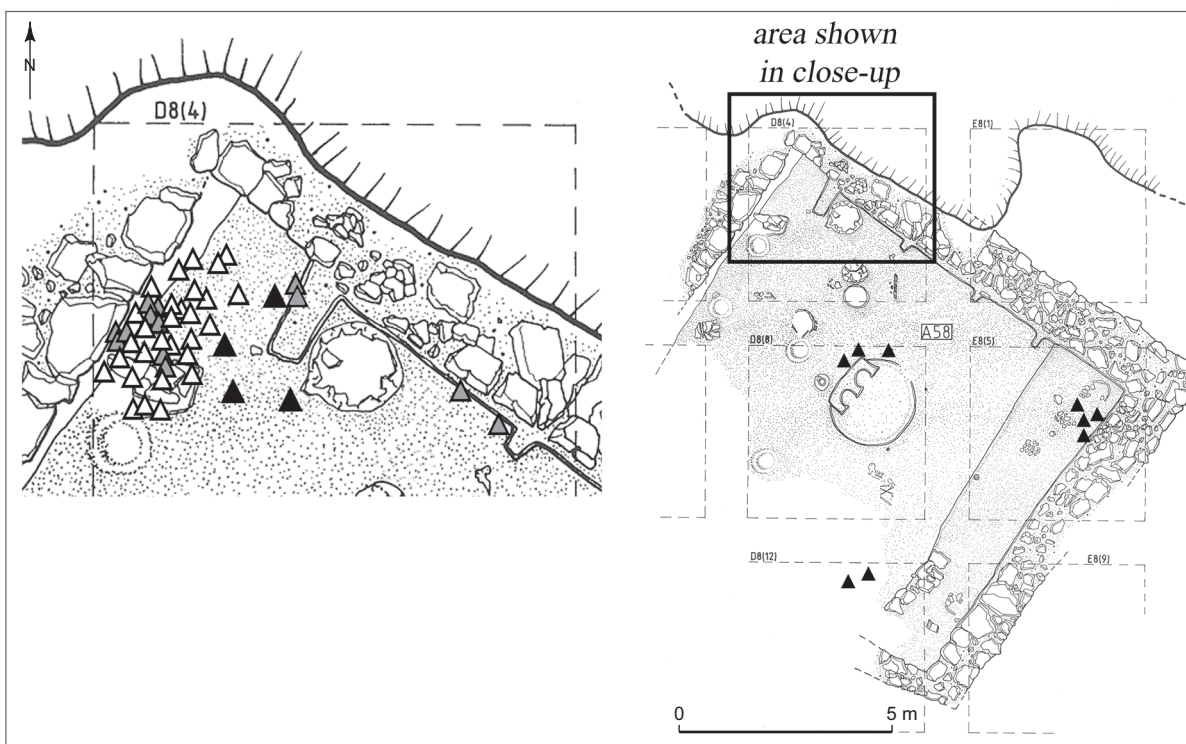 N
D8(4)
area shown
in close-up
D8(4)
E8(1)
A58
D8(8)
E8(5)
D8(12)
E8(9)
0 5 m